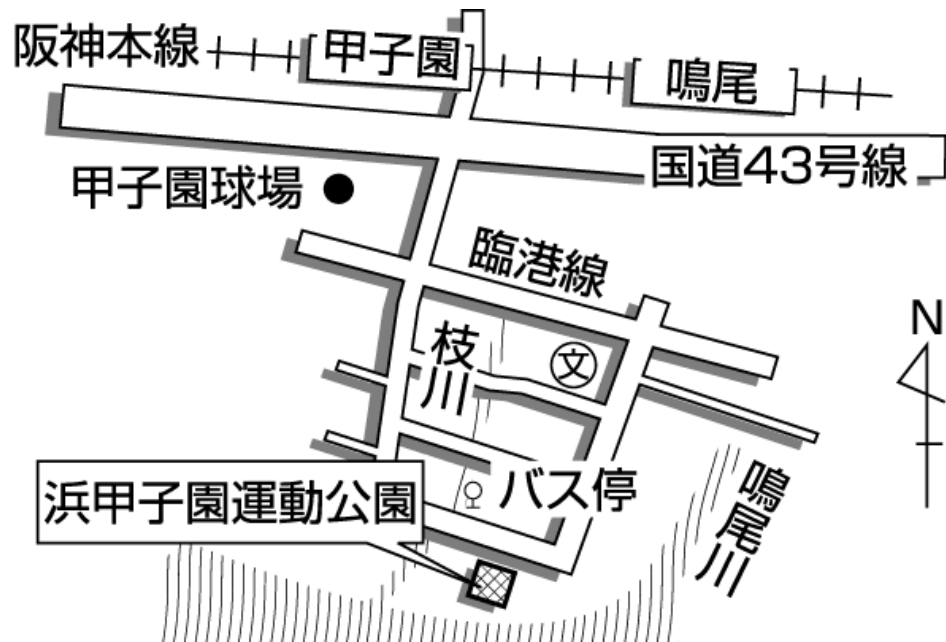 阪神本線
甲子園
鳴尾
国道43号線
甲子園球場
臨港線
N
枝川
文
バス停
鳴尾川
浜甲子園運動公園